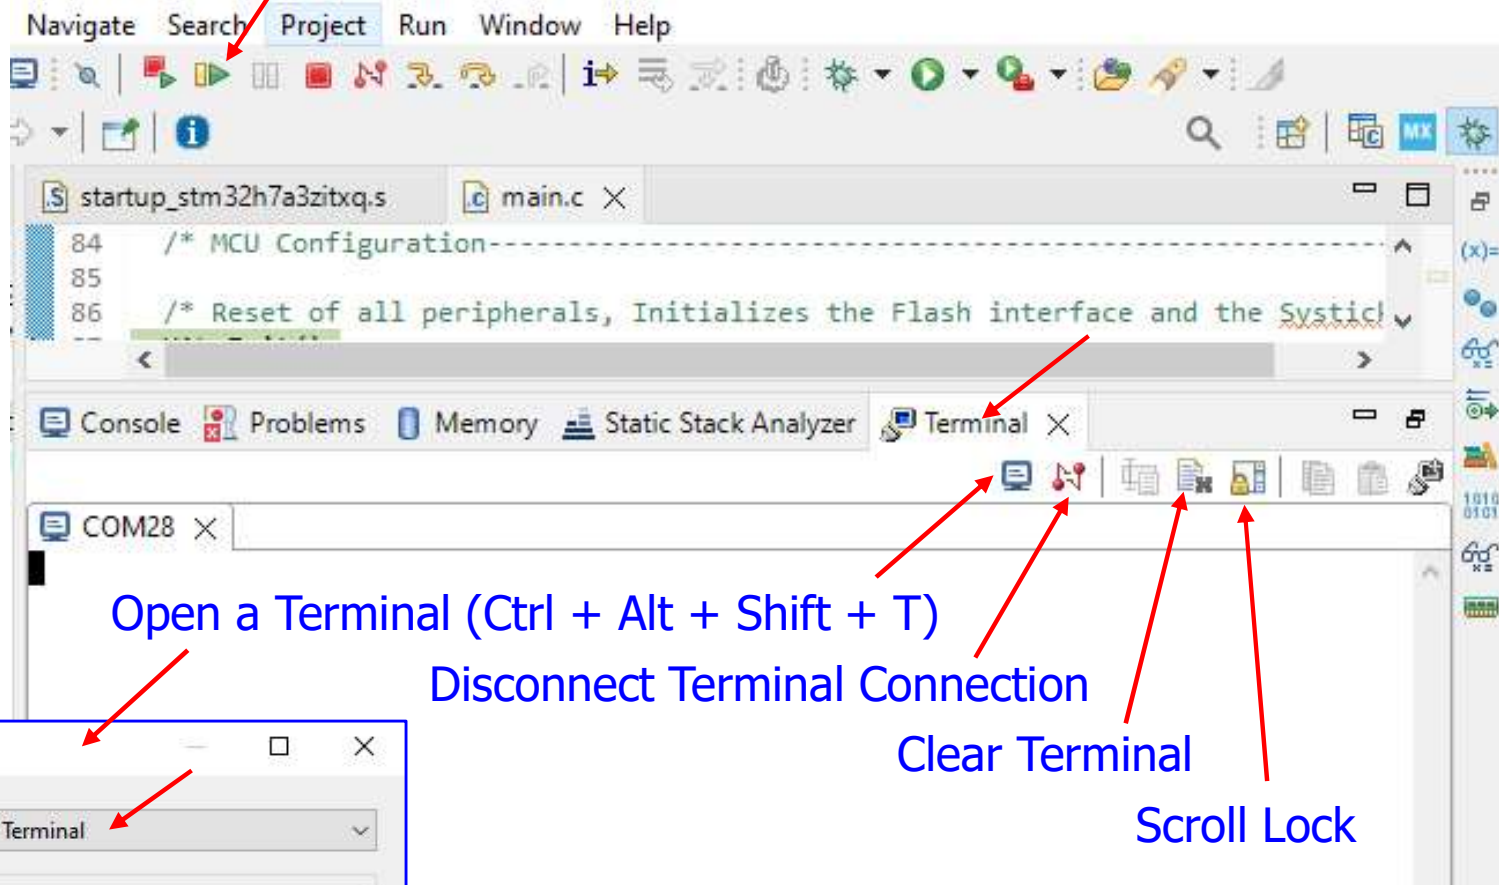 Navigate Search Project Run Window Help
MX
startup_stm32h7a3zitxq.s main.c
84 /* MCU Configuration--------------------------------------------------------
85
86 /* Reset of all peripherals, Initializes the Flash interface and the Systick
Console Problems Memory Static Stack Analyzer Terminal
COM28
Open a Terminal (Ctrl + Alt + Shift + T)
Disconnect Terminal Connection
Clear Terminal
Scroll Lock
Terminal